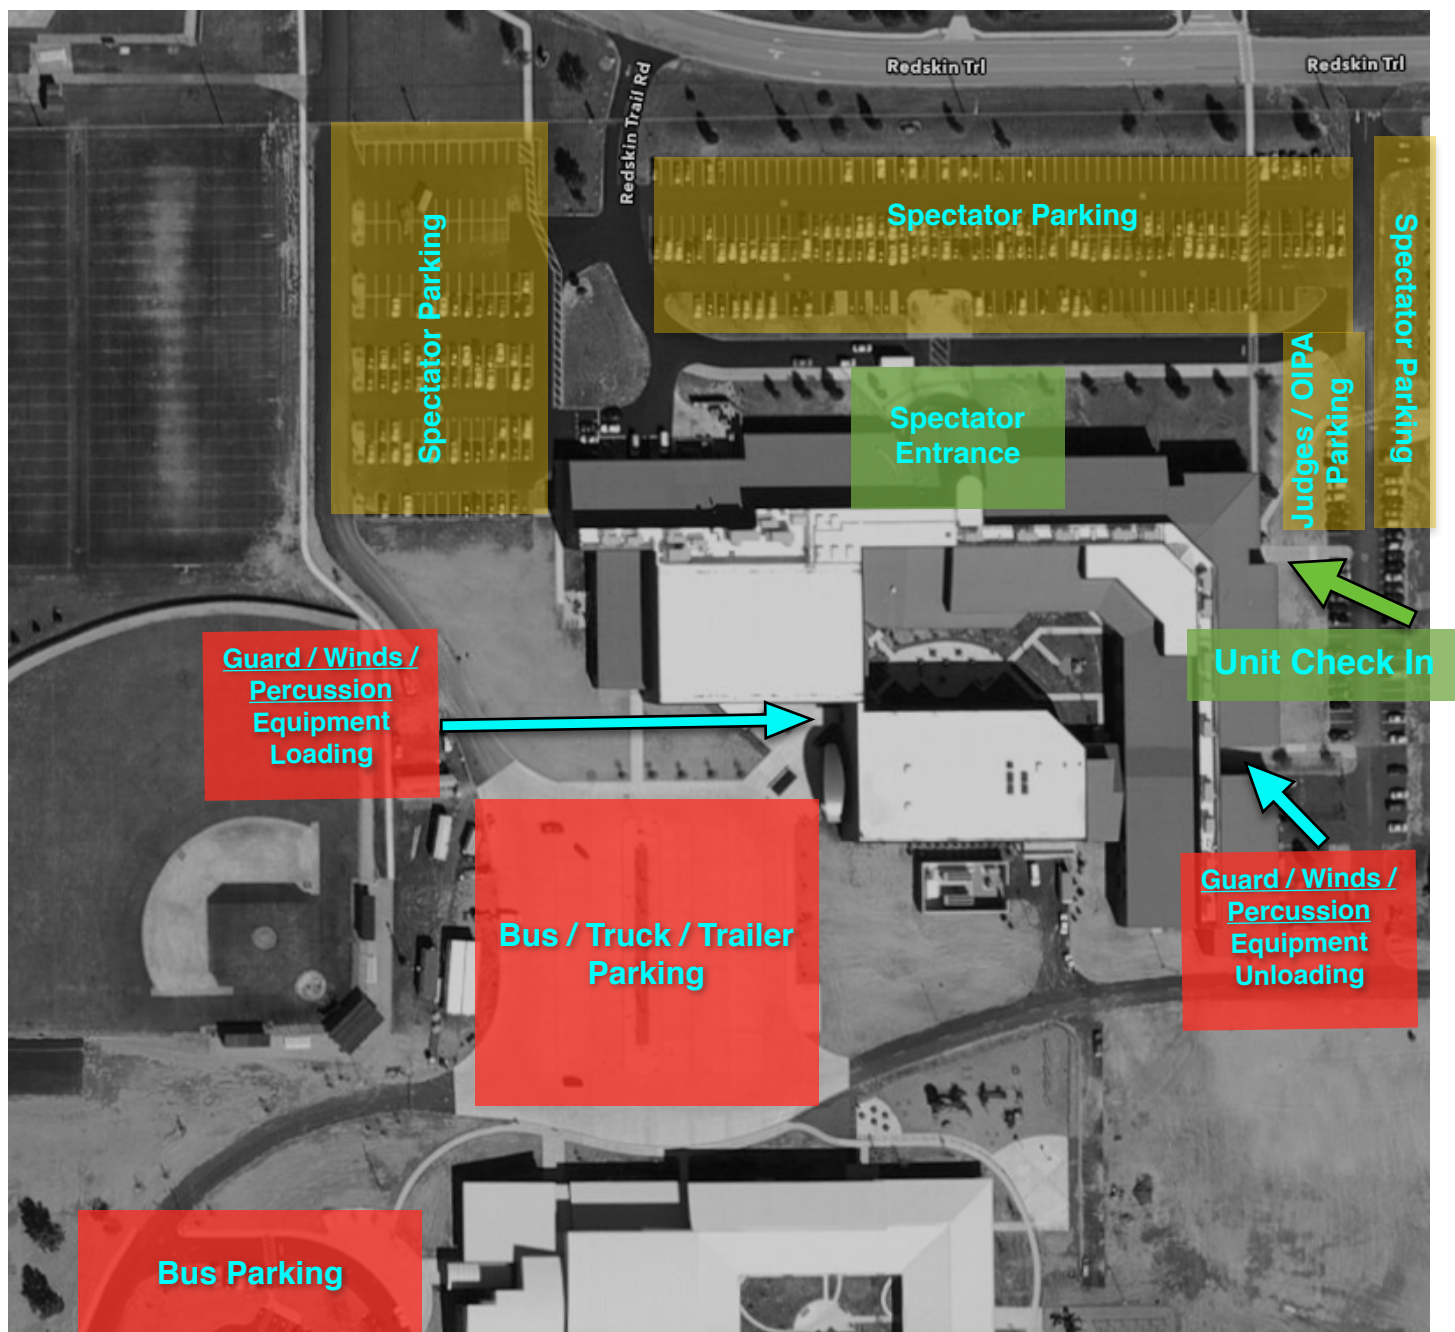 Redskin Trl
Redskin Trl
Redskin Trail Rd
Spectator Parking
Spectator Parking
Spectator Parking
Judges / OIPA
Parking
Spectator
Entrance
Unit Check In
Guard / Winds /
Percussion
Equipment
Loading
Guard / Winds /
Percussion
Equipment
Unloading
Bus / Truck / Trailer
Parking
Bus Parking